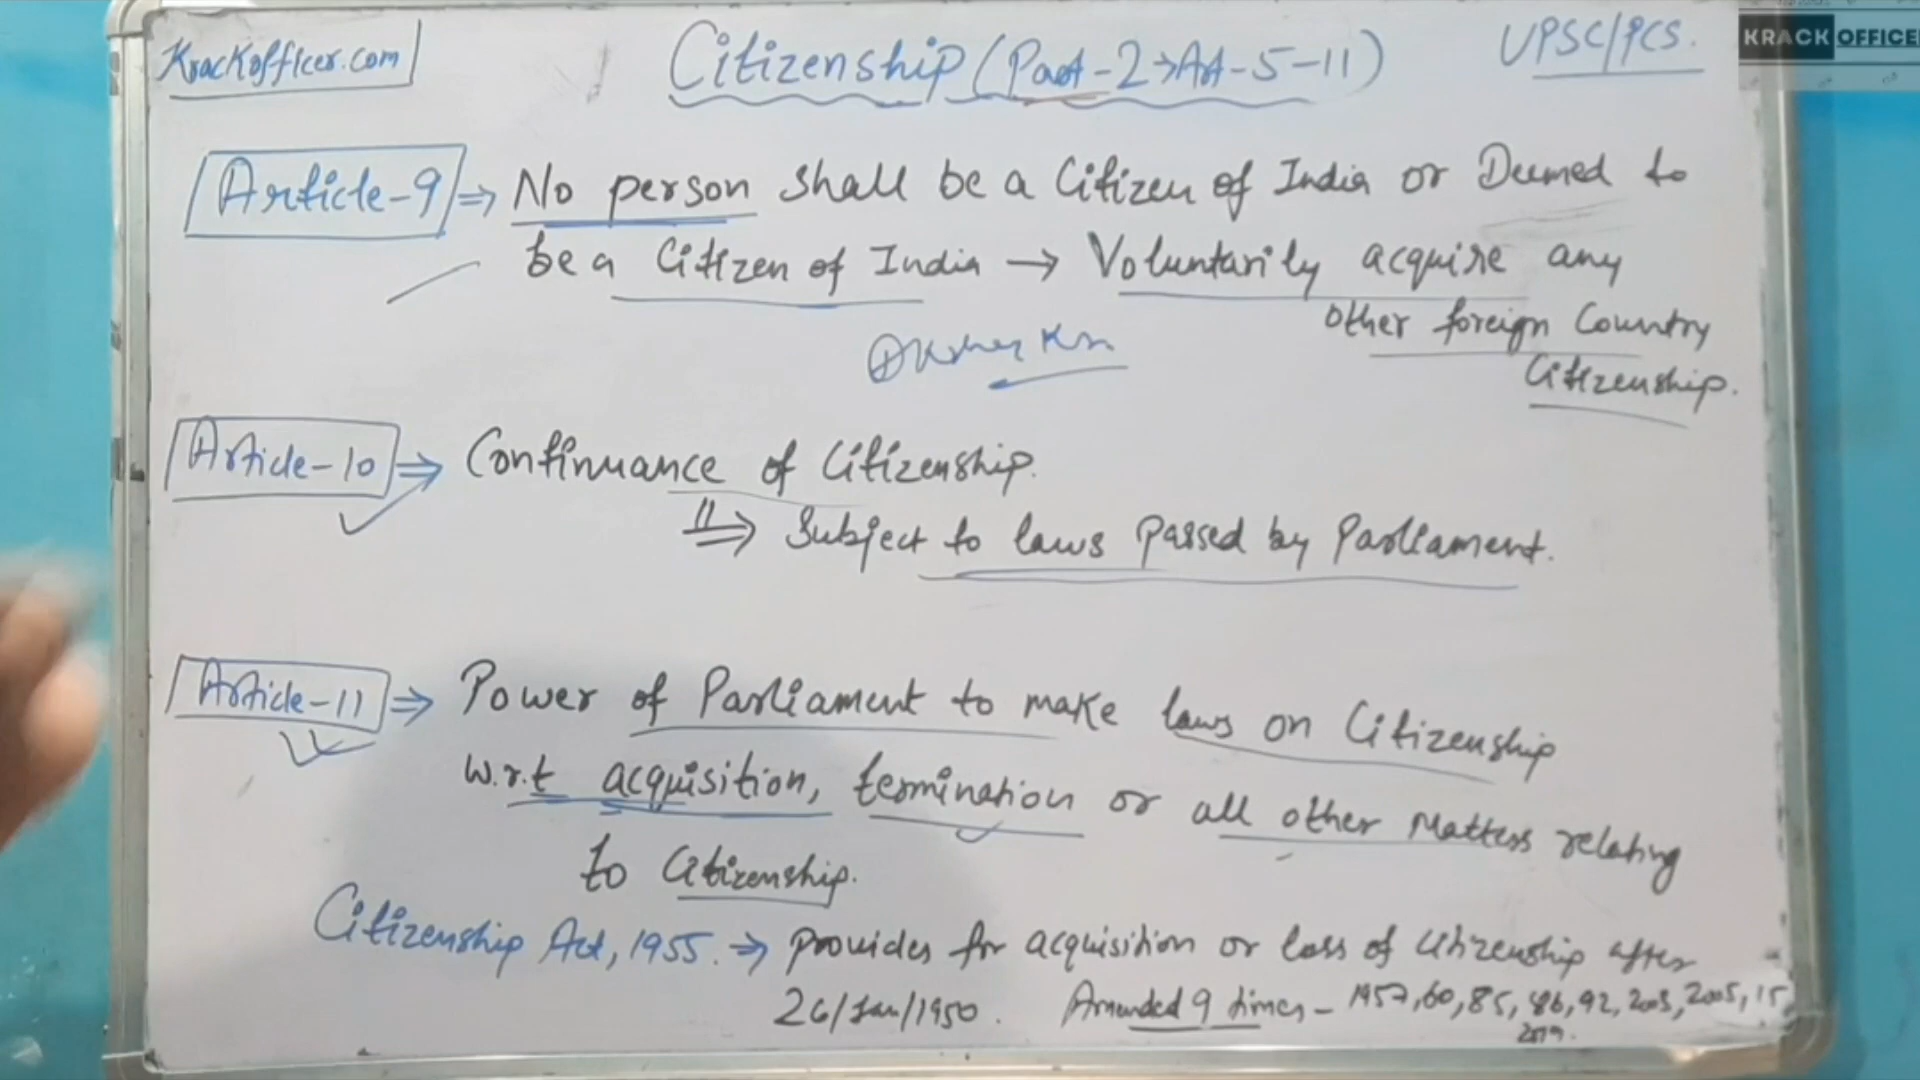 Krackofficer.com
Citizenship (Part-2→Art-5-11)
UPSC/PCS.
KRACK OFFICER
Article-9 ⇒ No person shall be a Citizen of India or Deemed to
be a Citizen of India → Voluntarily acquire any
other foreign Country
Citizenship.
Article-10 ⇒ Continuance of Citizenship.
⇒ Subject to laws passed by Parliament.
Article-11 ⇒ Power of Parliament to make laws on Citizenship
w.r.t acquisition, termination or all other Matters relating
to Citizenship.
Citizenship Act, 1955. ⇒ provides for acquisition or loss of citizenship after
26/Jan/1950. Amended 9 times - 1957, 60, 85, 86, 92, 2003, 2005, 15,
2019.